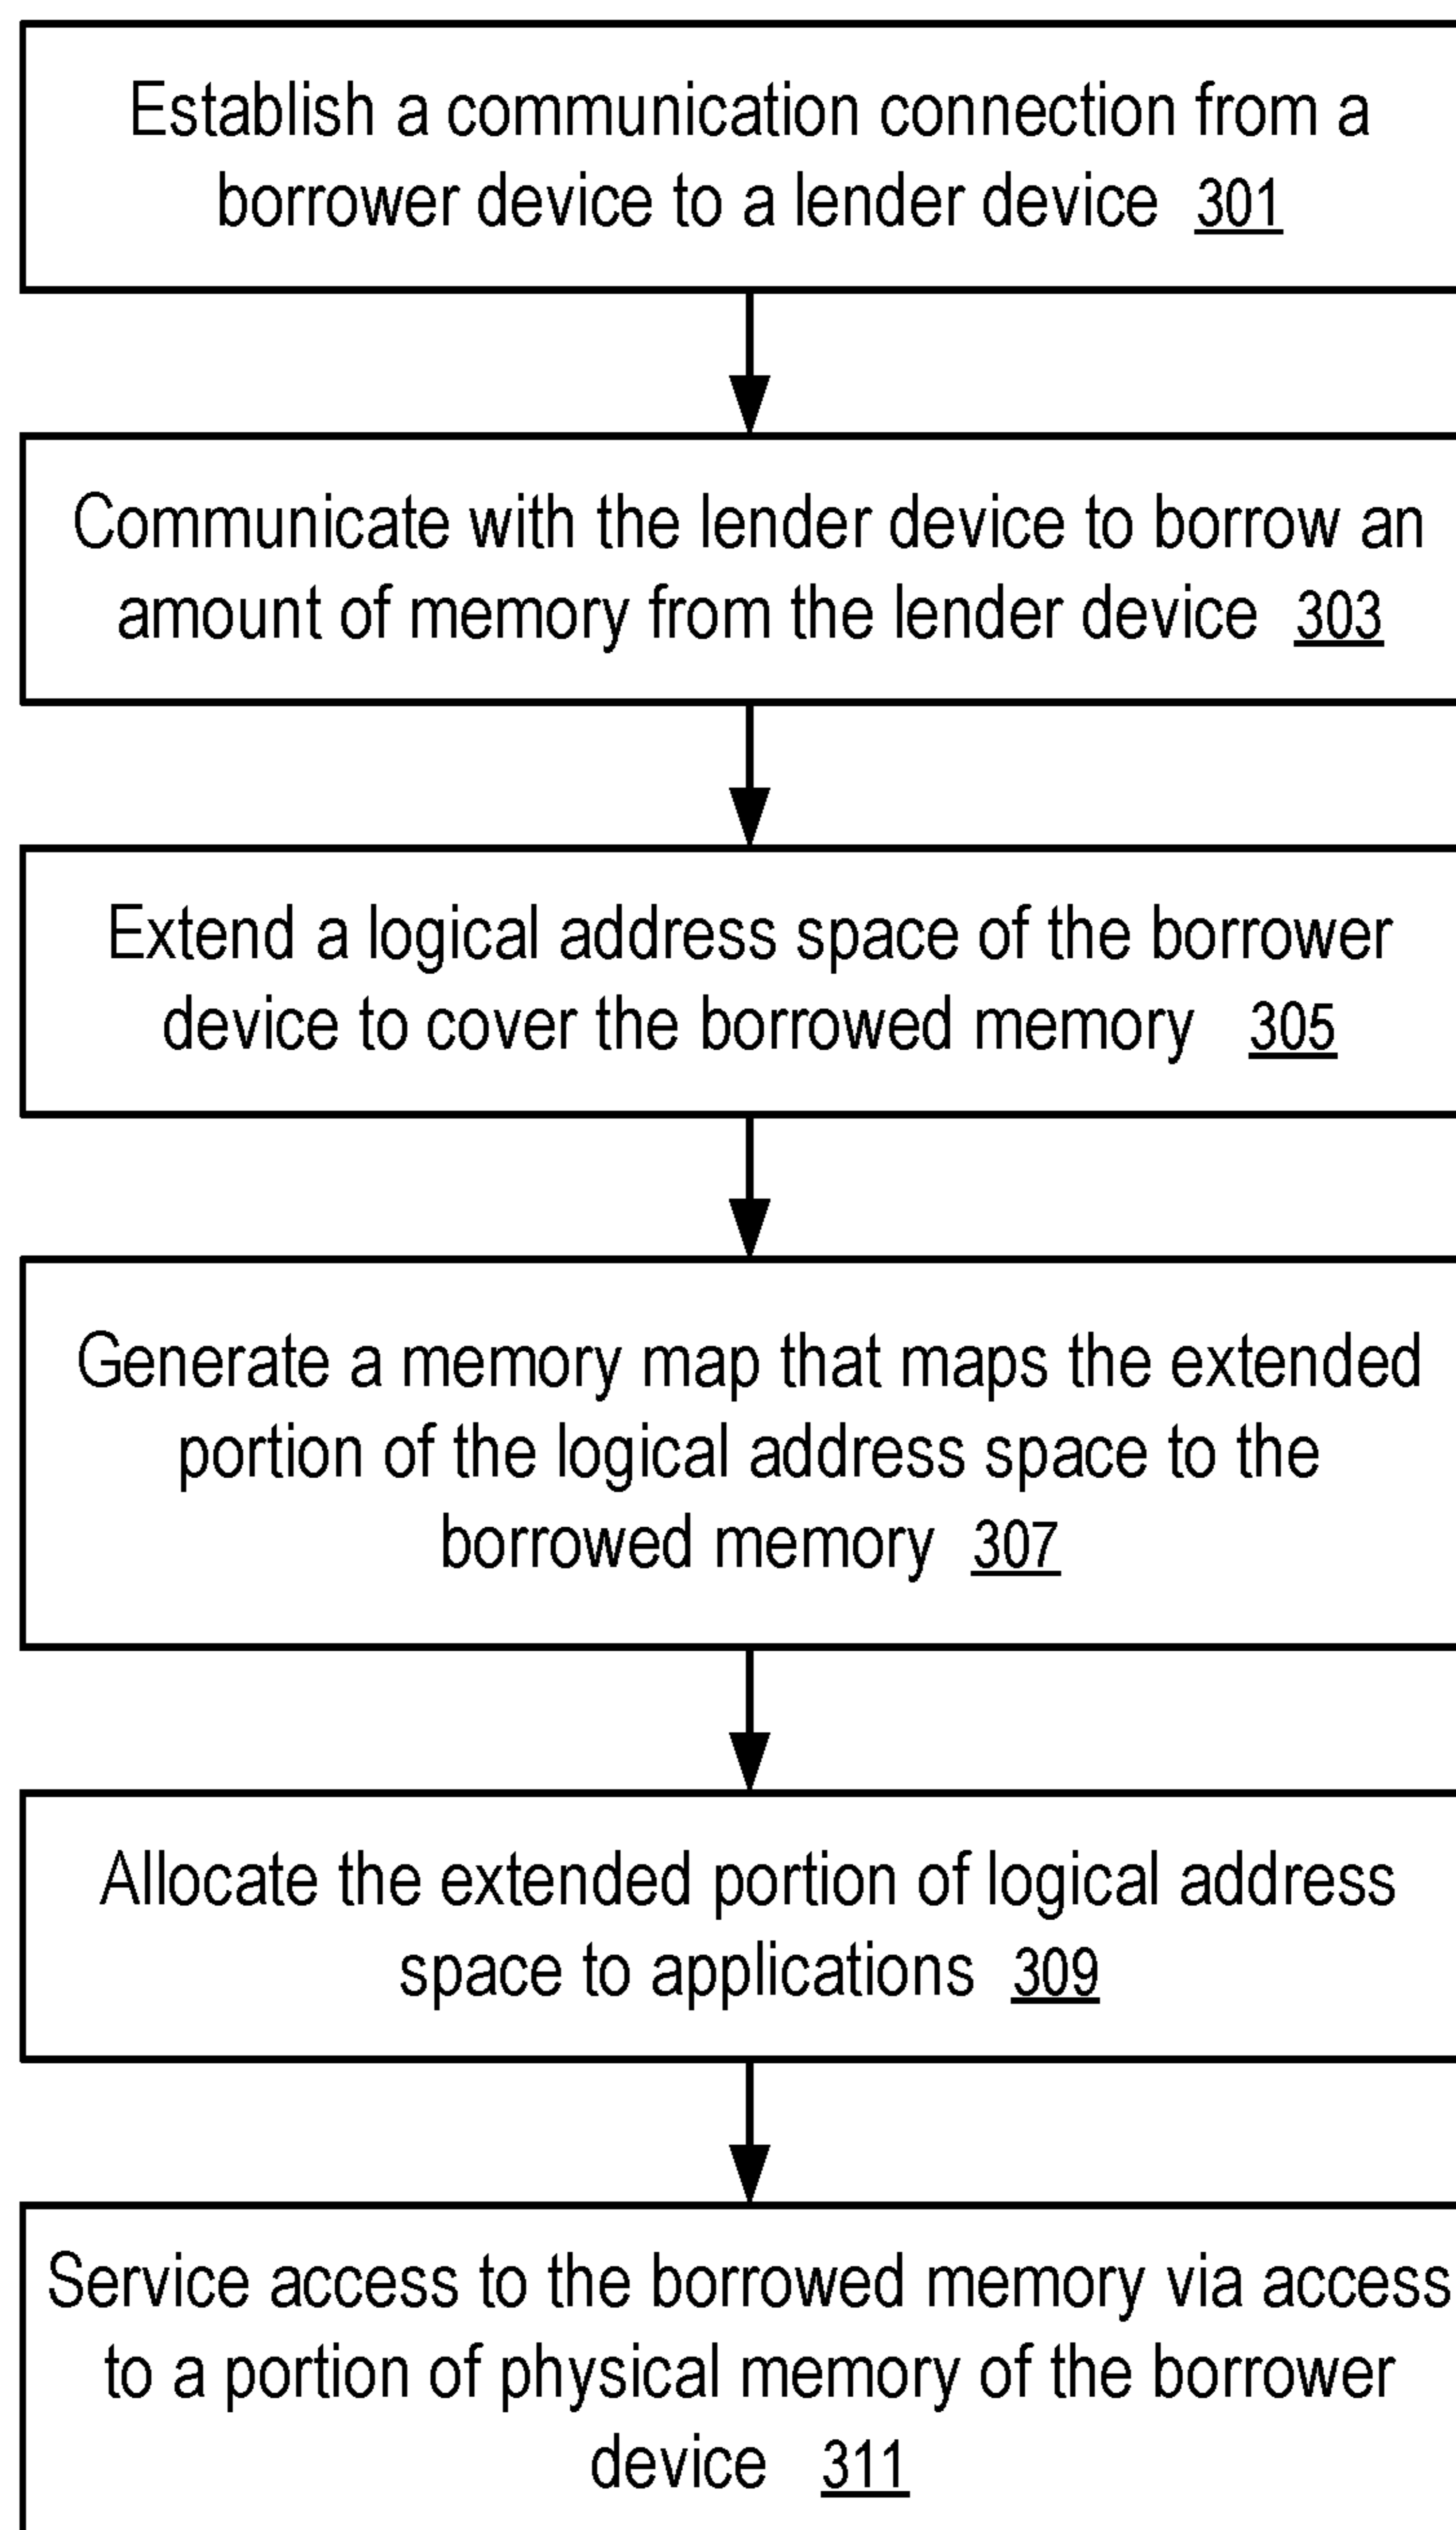 Establish a communication connection from a
borrower device to a lender device 301
Communicate with the lender device to borrow an
amount of memory from the lender device 303
Extend a logical address space of the borrower
device to cover the borrowed memory 305
Generate a memory map that maps the extended
portion of the logical address space to the
borrowed memory 307
Allocate the extended portion of logical address
space to applications 309
Service access to the borrowed memory via access
to a portion of physical memory of the borrower
device 311